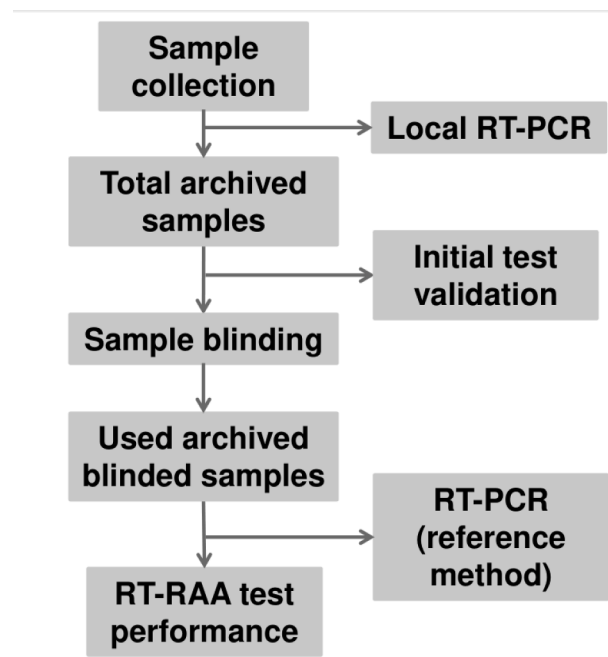 Sample
collection
Local RT-PCR
Total archived
samples
Initial test
validation
Sample blinding
Used archived
blinded samples
RT-PCR
(reference
method)
RT-RAA test
performance